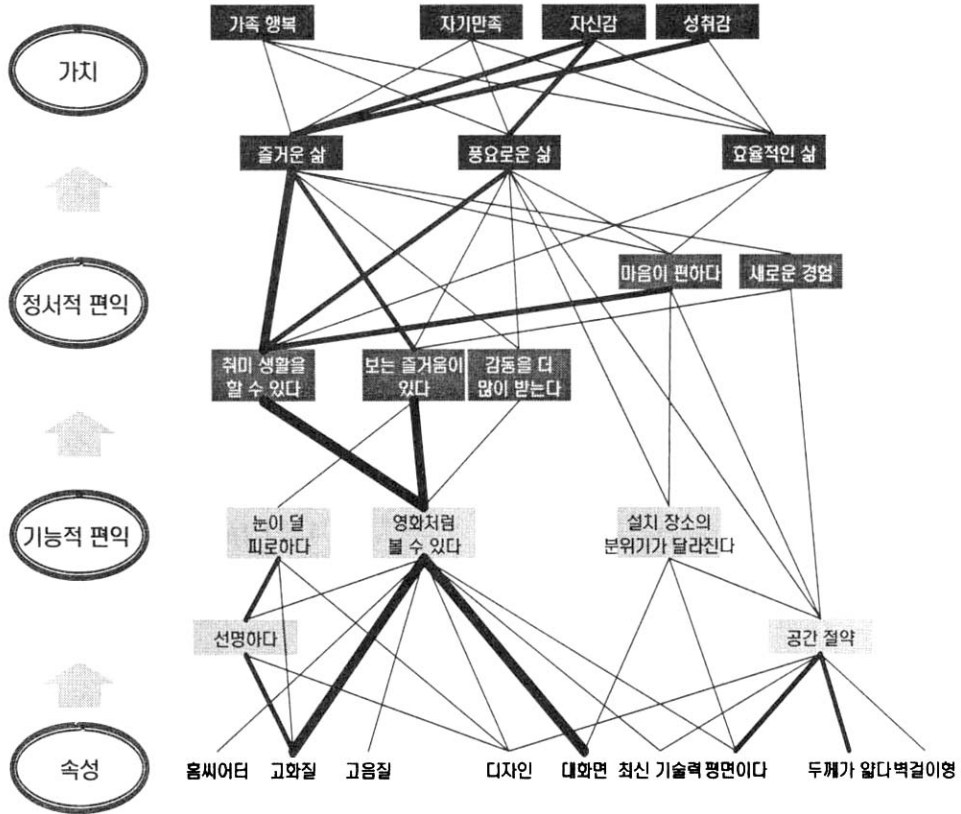 가족 행복 자기만족 자신감 성취감
가치
즐거운 삶 풍요로운 삶 효율적인 삶
마음이 편하다 새로운 경험
정서적 편익
취미 생활을
할 수 있다
보는 즐거움이
있다
감동을 더
많이 받는다
기능적 편익
눈이 덜
피로하다
영화처럼
볼 수 있다
설치 장소의
분위기가 달라진다
선명하다 공간 절약
속성
홈씨어터 고화질 고음질 디자인 대화면 최신 기술력 평면이다 두께가 얇다 벽걸이형